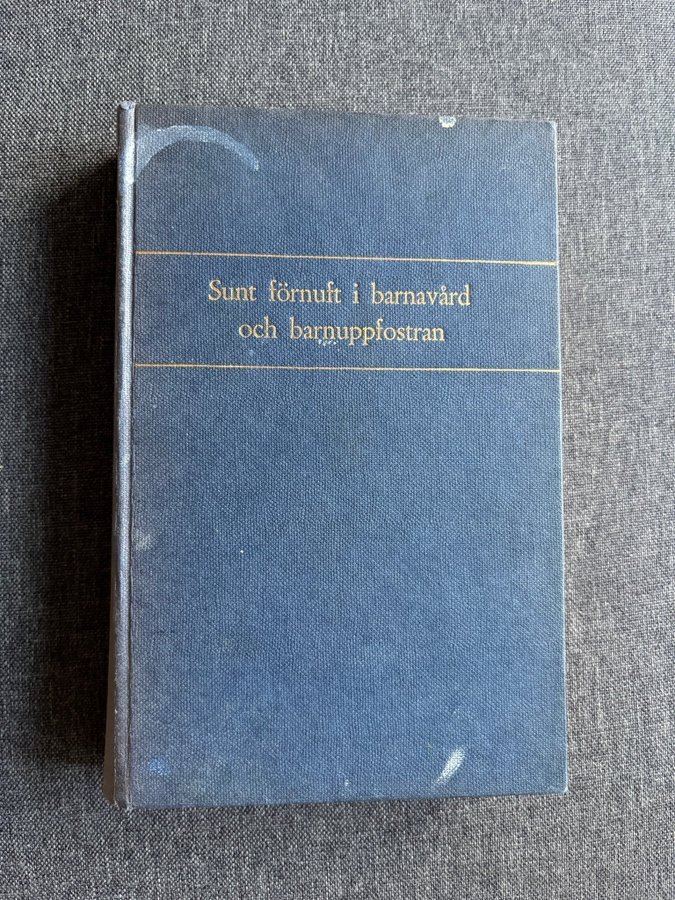 Sunt förnuft i barnavård
och barnuppfostran